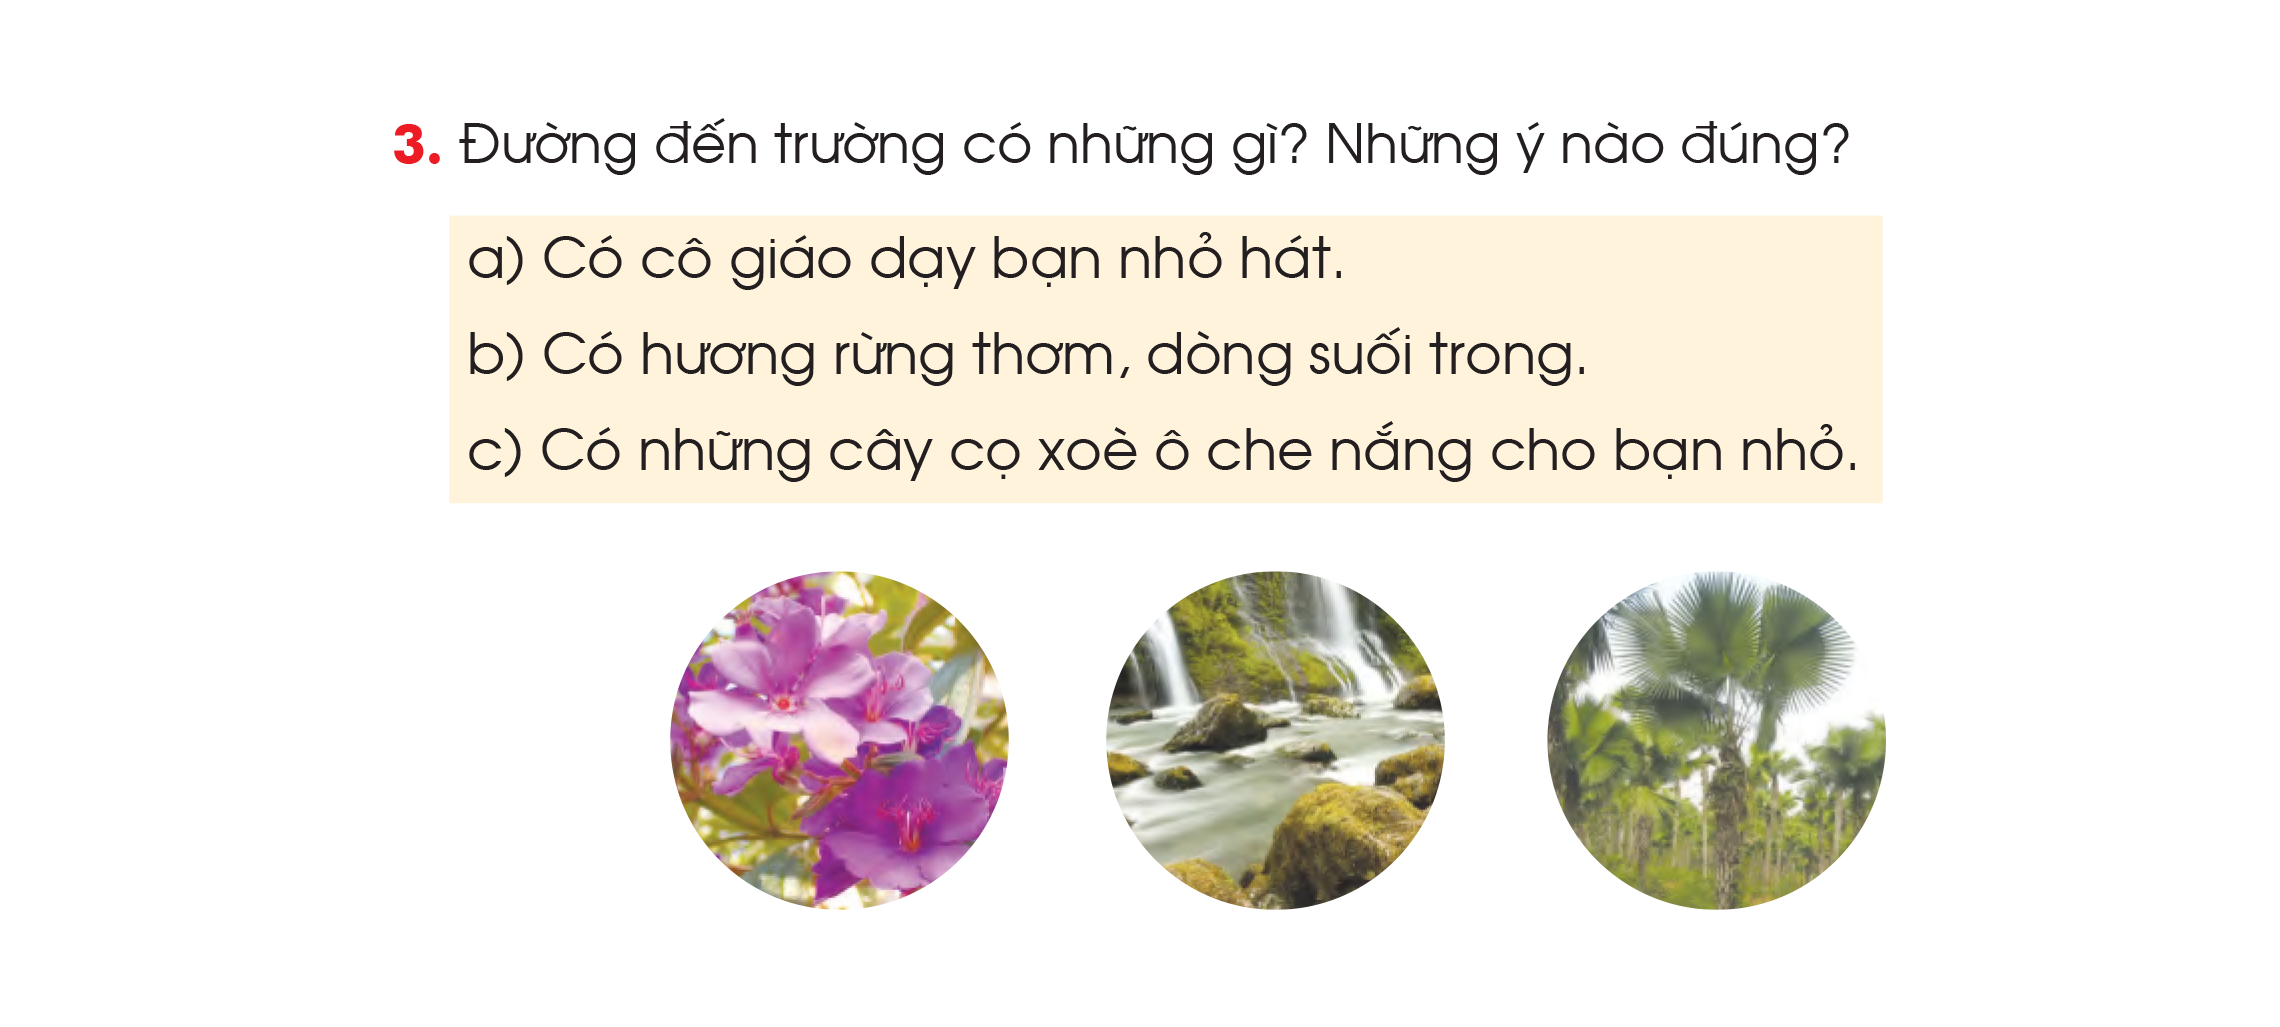 3. Đường đến trường có những gì? Những ý nào đúng?
a) Có cô giáo dạy bạn nhỏ hát.
b) Có hương rừng thơm, dòng suối trong.
c) Có những cây cọ xoè ô che nắng cho bạn nhỏ.